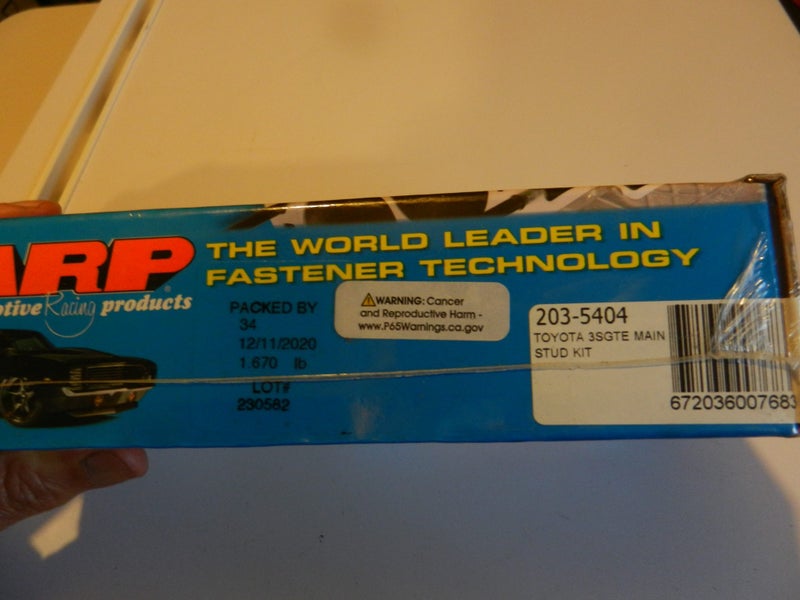 ARP
THE WORLD LEADER IN
FASTENER TECHNOLOGY
Racing products
PACKED BY
34
12/11/2020
1.670 lb
LOT#
230582
WARNING: Cancer
and Reproductive Harm -
www.P65Warnings.ca.gov
203-5404
TOYOTA 3SGTE MAIN
STUD KIT
672036007683